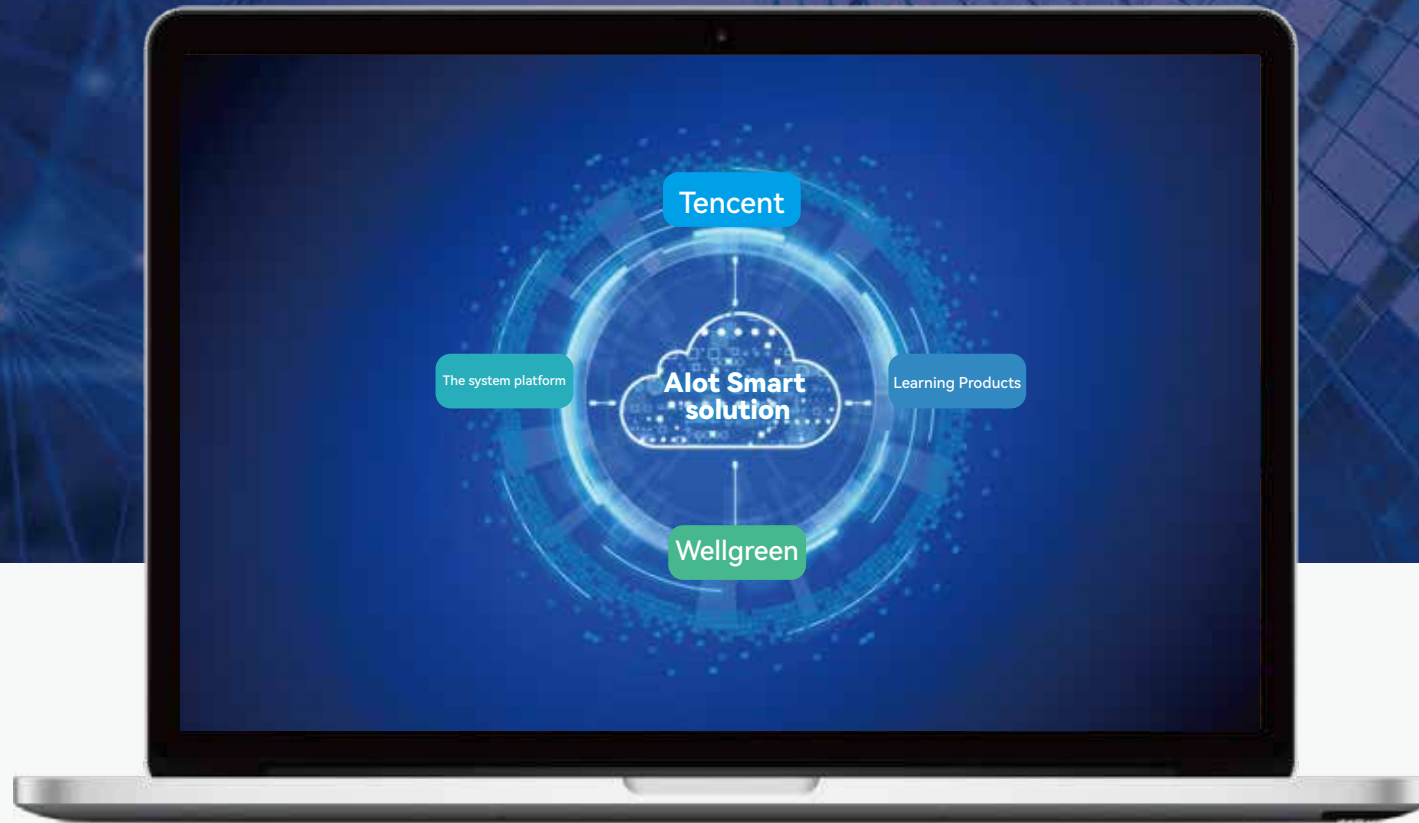 Tencent
The system platform
AIot Smart
solution
Learning Products
Wellgreen